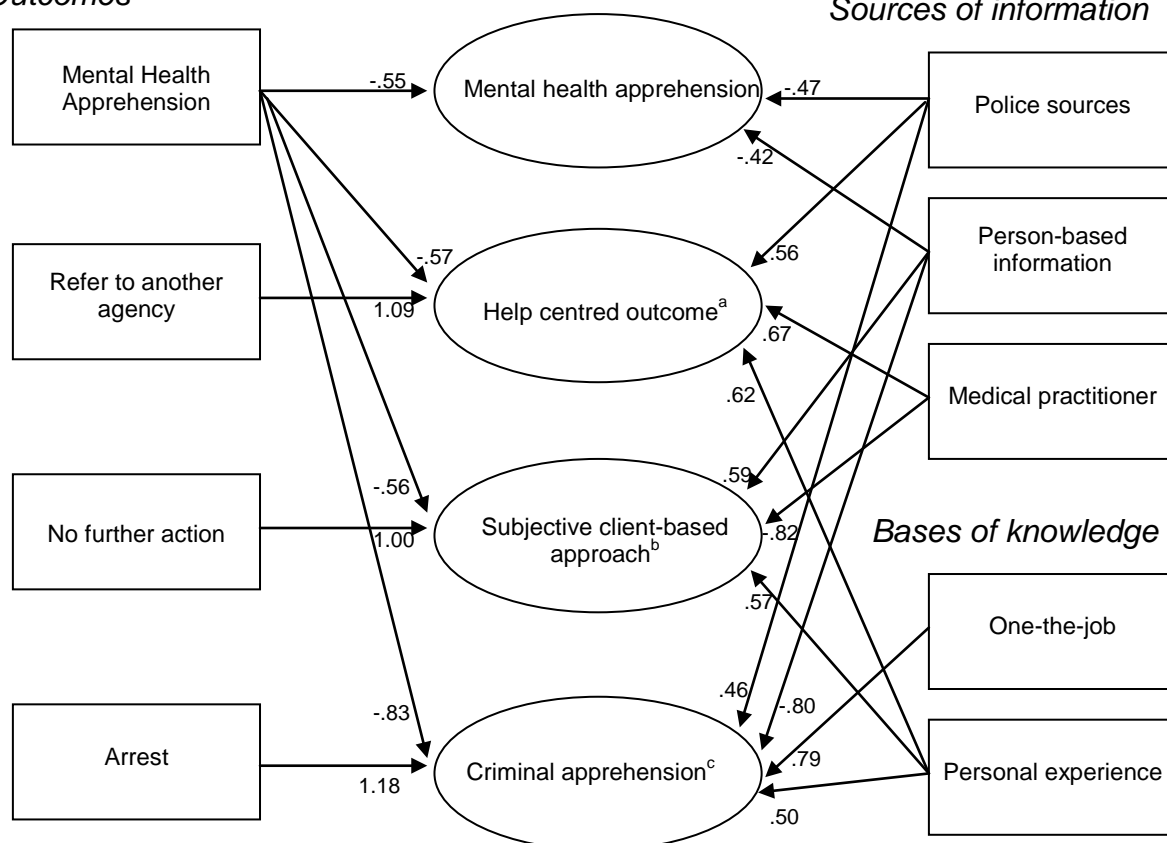 Outcomes
Sources of information
Mental Health
Apprehension
-.55
Mental health apprehension
-.47
Police sources
-.42
Person-based
information
-.57
.56
Refer to another
agency
1.09
Help centred outcomeᵃ
.67
.62
Medical practitioner
-.56
.59
No further action
1.00
Subjective client-based
approachᵇ
-.82
Bases of knowledge
.57
One-the-job
-.83
.46
-.80
Arrest
1.18
Criminal apprehensionᶜ
.79
.50
Personal experience